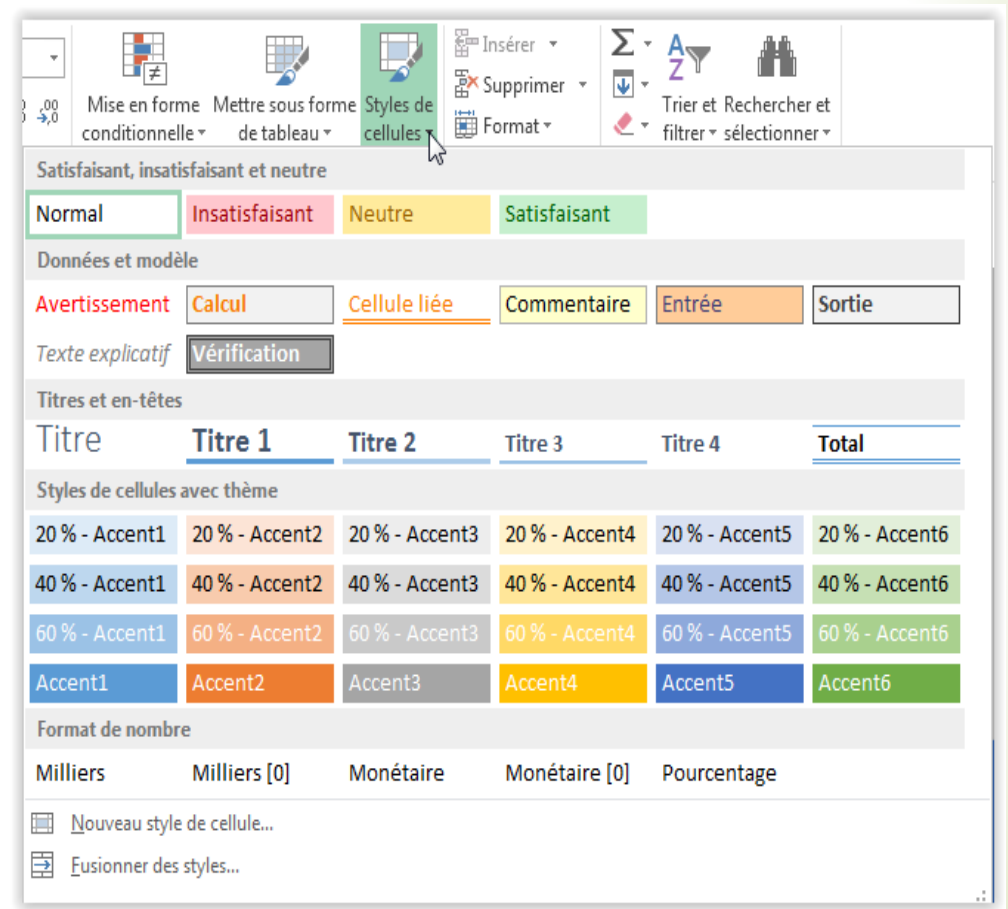 Insérer
Supprimer
Format
Mise en forme conditionnelle
Mettre sous forme de tableau
Styles de cellules
Trier et filtrer
Rechercher et sélectionner
Satisfaisant, insatisfaisant et neutre
Normal Insatisfaisant Neutre Satisfaisant
Données et modèle
Avertissement Calcul Cellule liée Commentaire Entrée Sortie
Texte explicatif Vérification
Titres et en-têtes
Titre Titre 1 Titre 2 Titre 3 Titre 4 Total
Styles de cellules avec thème
20 % - Accent1 20 % - Accent2 20 % - Accent3 20 % - Accent4 20 % - Accent5 20 % - Accent6
40 % - Accent1 40 % - Accent2 40 % - Accent3 40 % - Accent4 40 % - Accent5 40 % - Accent6
60 % - Accent1 60 % - Accent2 60 % - Accent3 60 % - Accent4 60 % - Accent5 60 % - Accent6
Accent1 Accent2 Accent3 Accent4 Accent5 Accent6
Format de nombre
Milliers Milliers [0] Monétaire Monétaire [0] Pourcentage
Nouveau style de cellule...
Fusionner des styles...